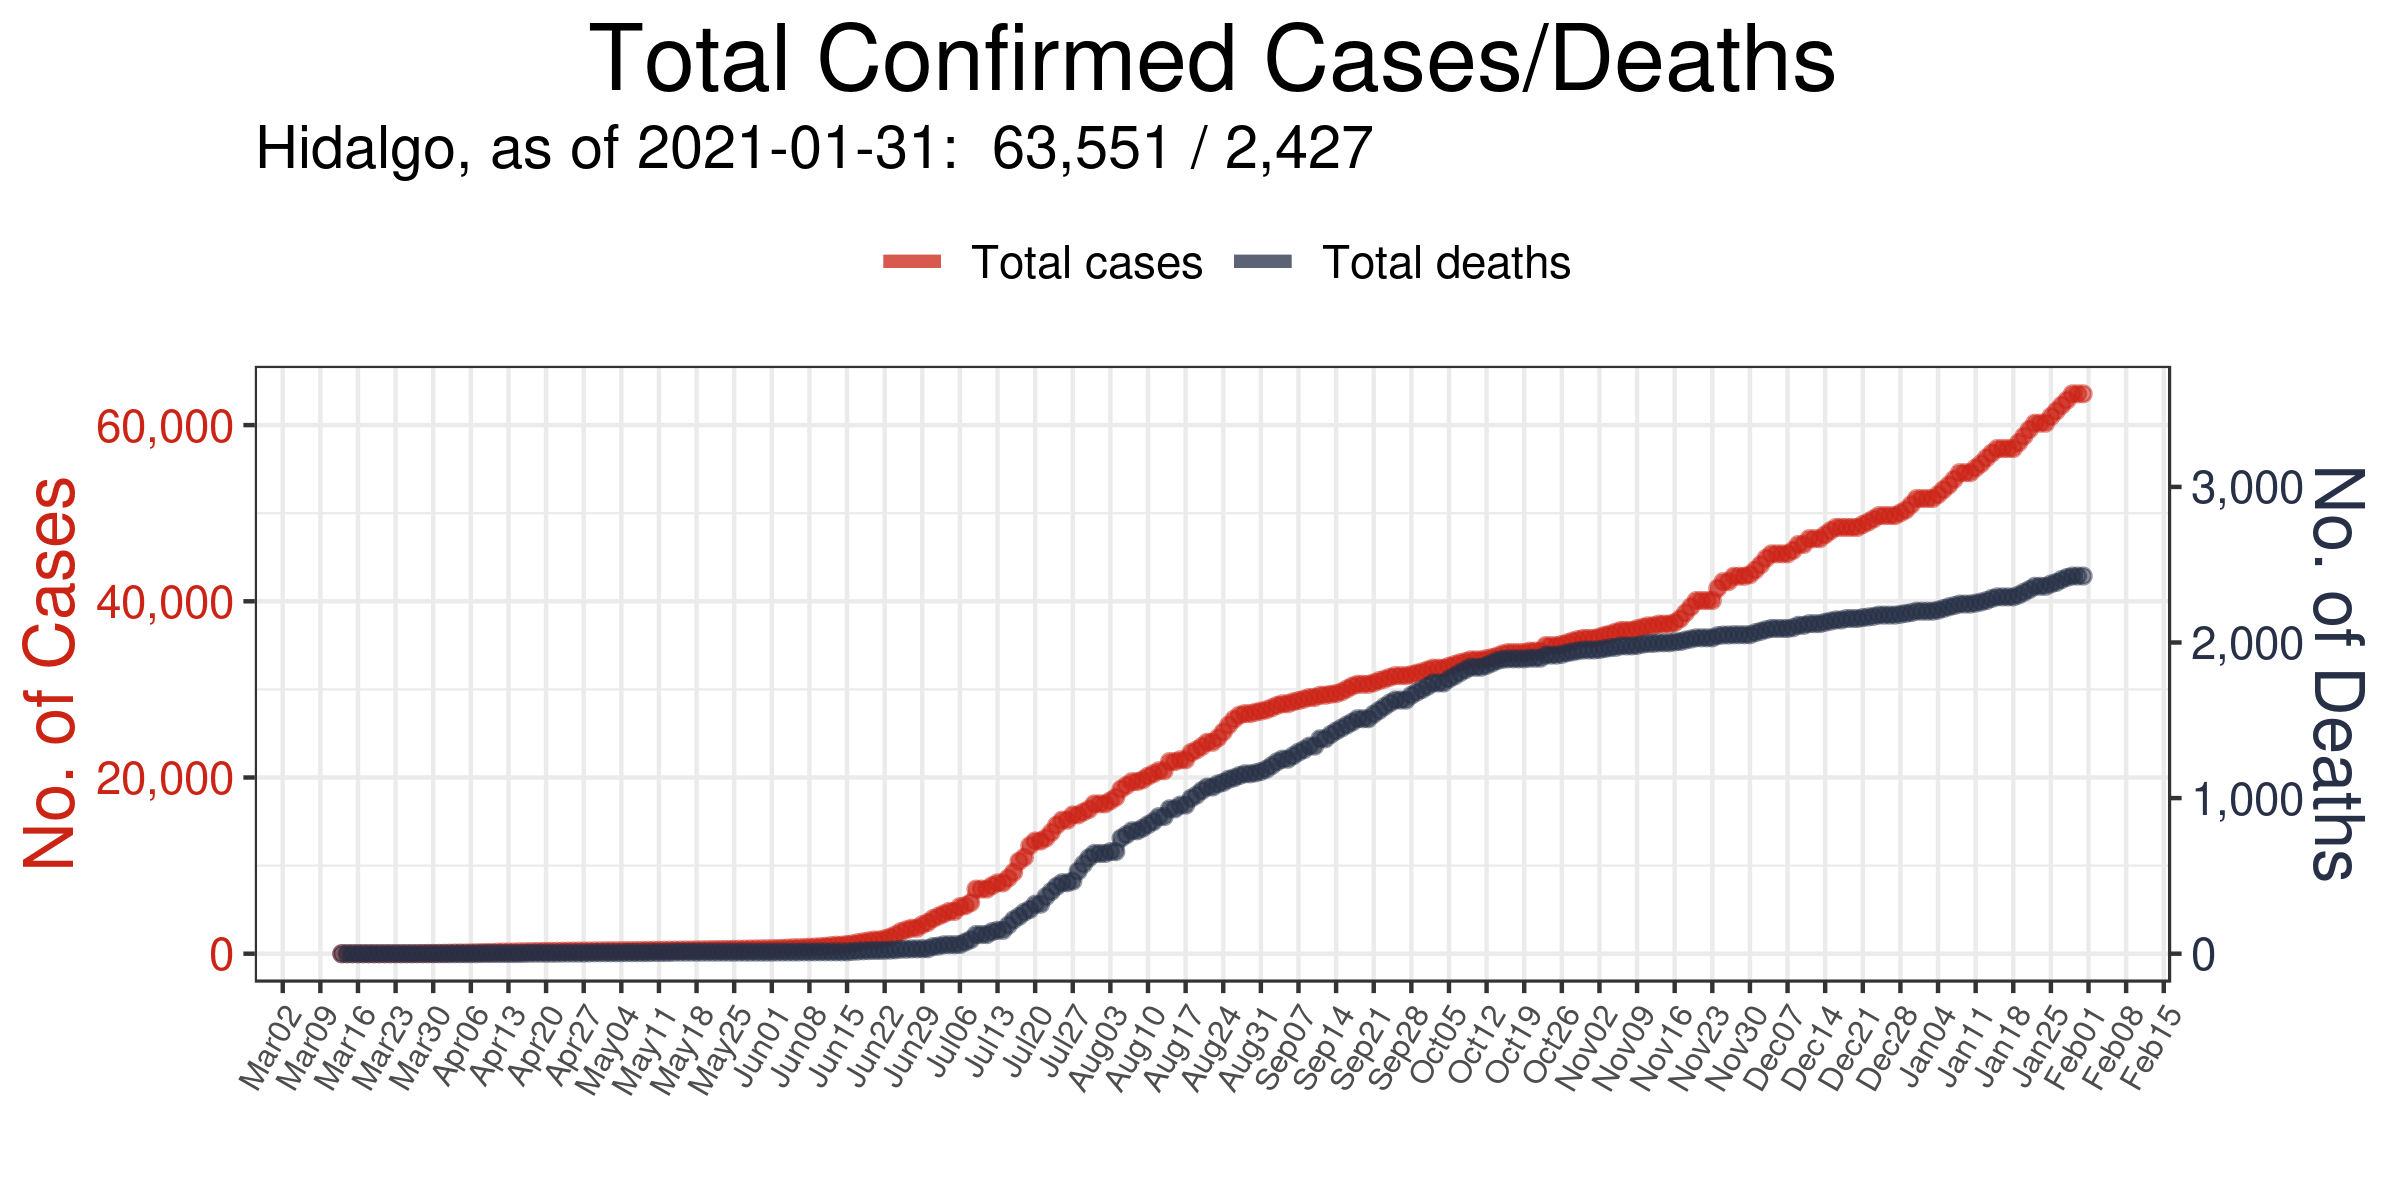 Total Confirmed Cases/Deaths
Hidalgo, as of 2021-01-31:  63,551 / 2,427
Total cases
Total deaths
No. of Cases
60,000
40,000
20,000
0
3,000
2,000
1,000
0
No. of Deaths
Mar02
Mar09
Mar16
Mar23
Mar30
Apr06
Apr13
Apr20
Apr27
May04
May11
May18
May25
Jun01
Jun08
Jun15
Jun22
Jun29
Jul06
Jul13
Jul20
Jul27
Aug03
Aug10
Aug17
Aug24
Aug31
Sep07
Sep14
Sep21
Sep28
Oct05
Oct12
Oct19
Oct26
Nov02
Nov09
Nov16
Nov23
Nov30
Dec07
Dec14
Dec21
Dec28
Jan04
Jan11
Jan18
Jan25
Feb01
Feb08
Feb15